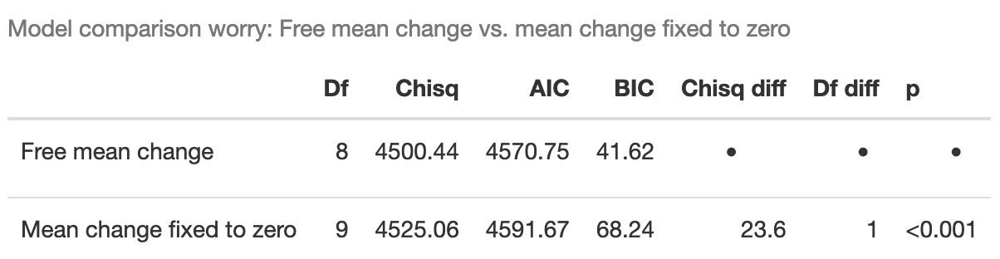 Model comparison worry: Free mean change vs. mean change fixed to zero
Df Chisq AIC BIC Chisq diff Df diff p
Free mean change 8 4500.44 4570.75 41.62 • • •
Mean change fixed to zero 9 4525.06 4591.67 68.24 23.6 1 <0.001